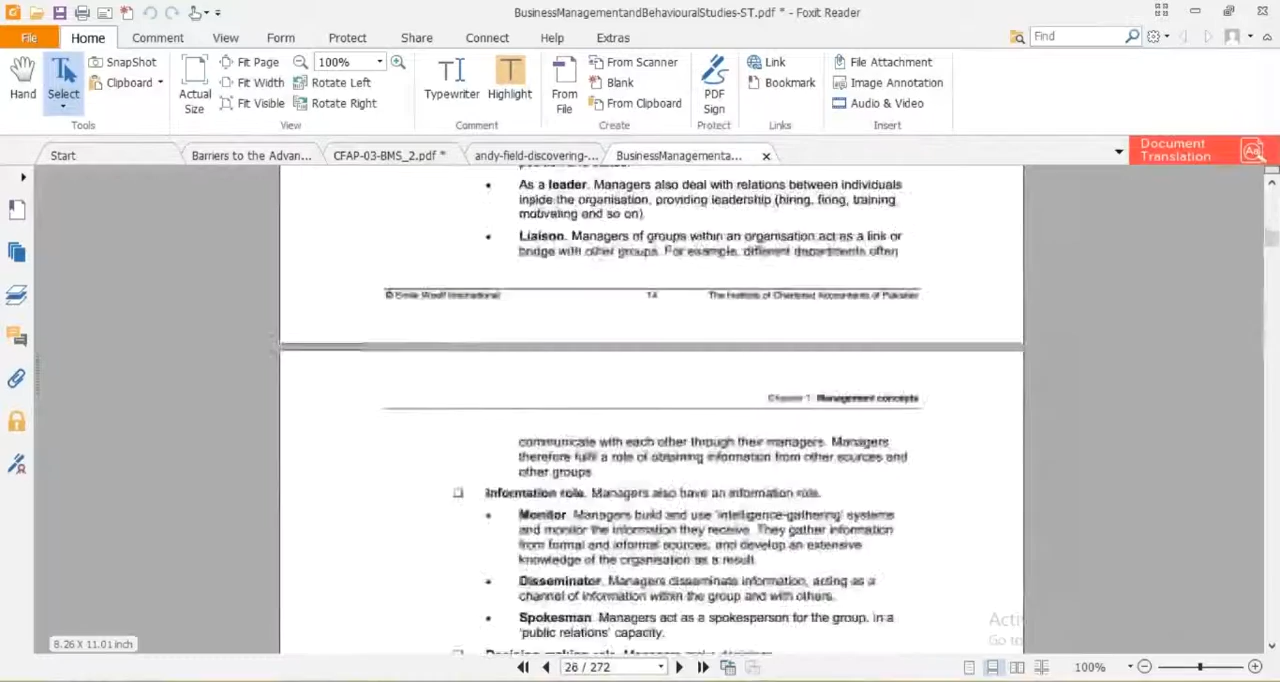 BusinessManagementandBehaviouralStudies-ST.pdf * - Foxit Reader
File Home Comment View Form Protect Share Connect Help Extras Find
Hand
Select
SnapShot
Clipboard
Tools
Actual Size
Fit Page
Fit Width
Fit Visible
100%
Rotate Left
Rotate Right
View
Typewriter
Highlight
Comment
From File
From Scanner
Blank
From Clipboard
Create
PDF Sign
Protect
Link
Bookmark
Links
File Attachment
Image Annotation
Audio & Video
Insert
Start Barriers to the Advan... CFAP-03-BMS_2.pdf * andy-field-discovering-... BusinessManagementa...
Document Translation
• As a leader. Managers also deal with relations between individuals
inside the organisation, providing leadership (hiring, firing, training
motivating and so on)
• Liaison. Managers of groups within an organisation act as a link or
bridge with other groups. For example, different departments often
© Emile Woolf International 14 The Institute of Chartered Accountants of Pakistan
Chapter 1 Management concepts
communicate with each other through their managers. Managers
therefore fulfil a role of obtaining information from other sources and
other groups
❑ Information role. Managers also have an information role.
• Monitor. Managers build and use 'intelligence-gathering' systems
and monitor the information they receive. They gather information
from formal and informal sources, and develop an extensive
knowledge of the organisation as a result.
• Disseminator. Managers disseminate information, acting as a
channel of information within the group and with others.
• Spokesman. Managers act as a spokesperson for the group, in a
'public relations' capacity.
8.26 X 11.01 inch
Acti
Go to
26 / 272
100%